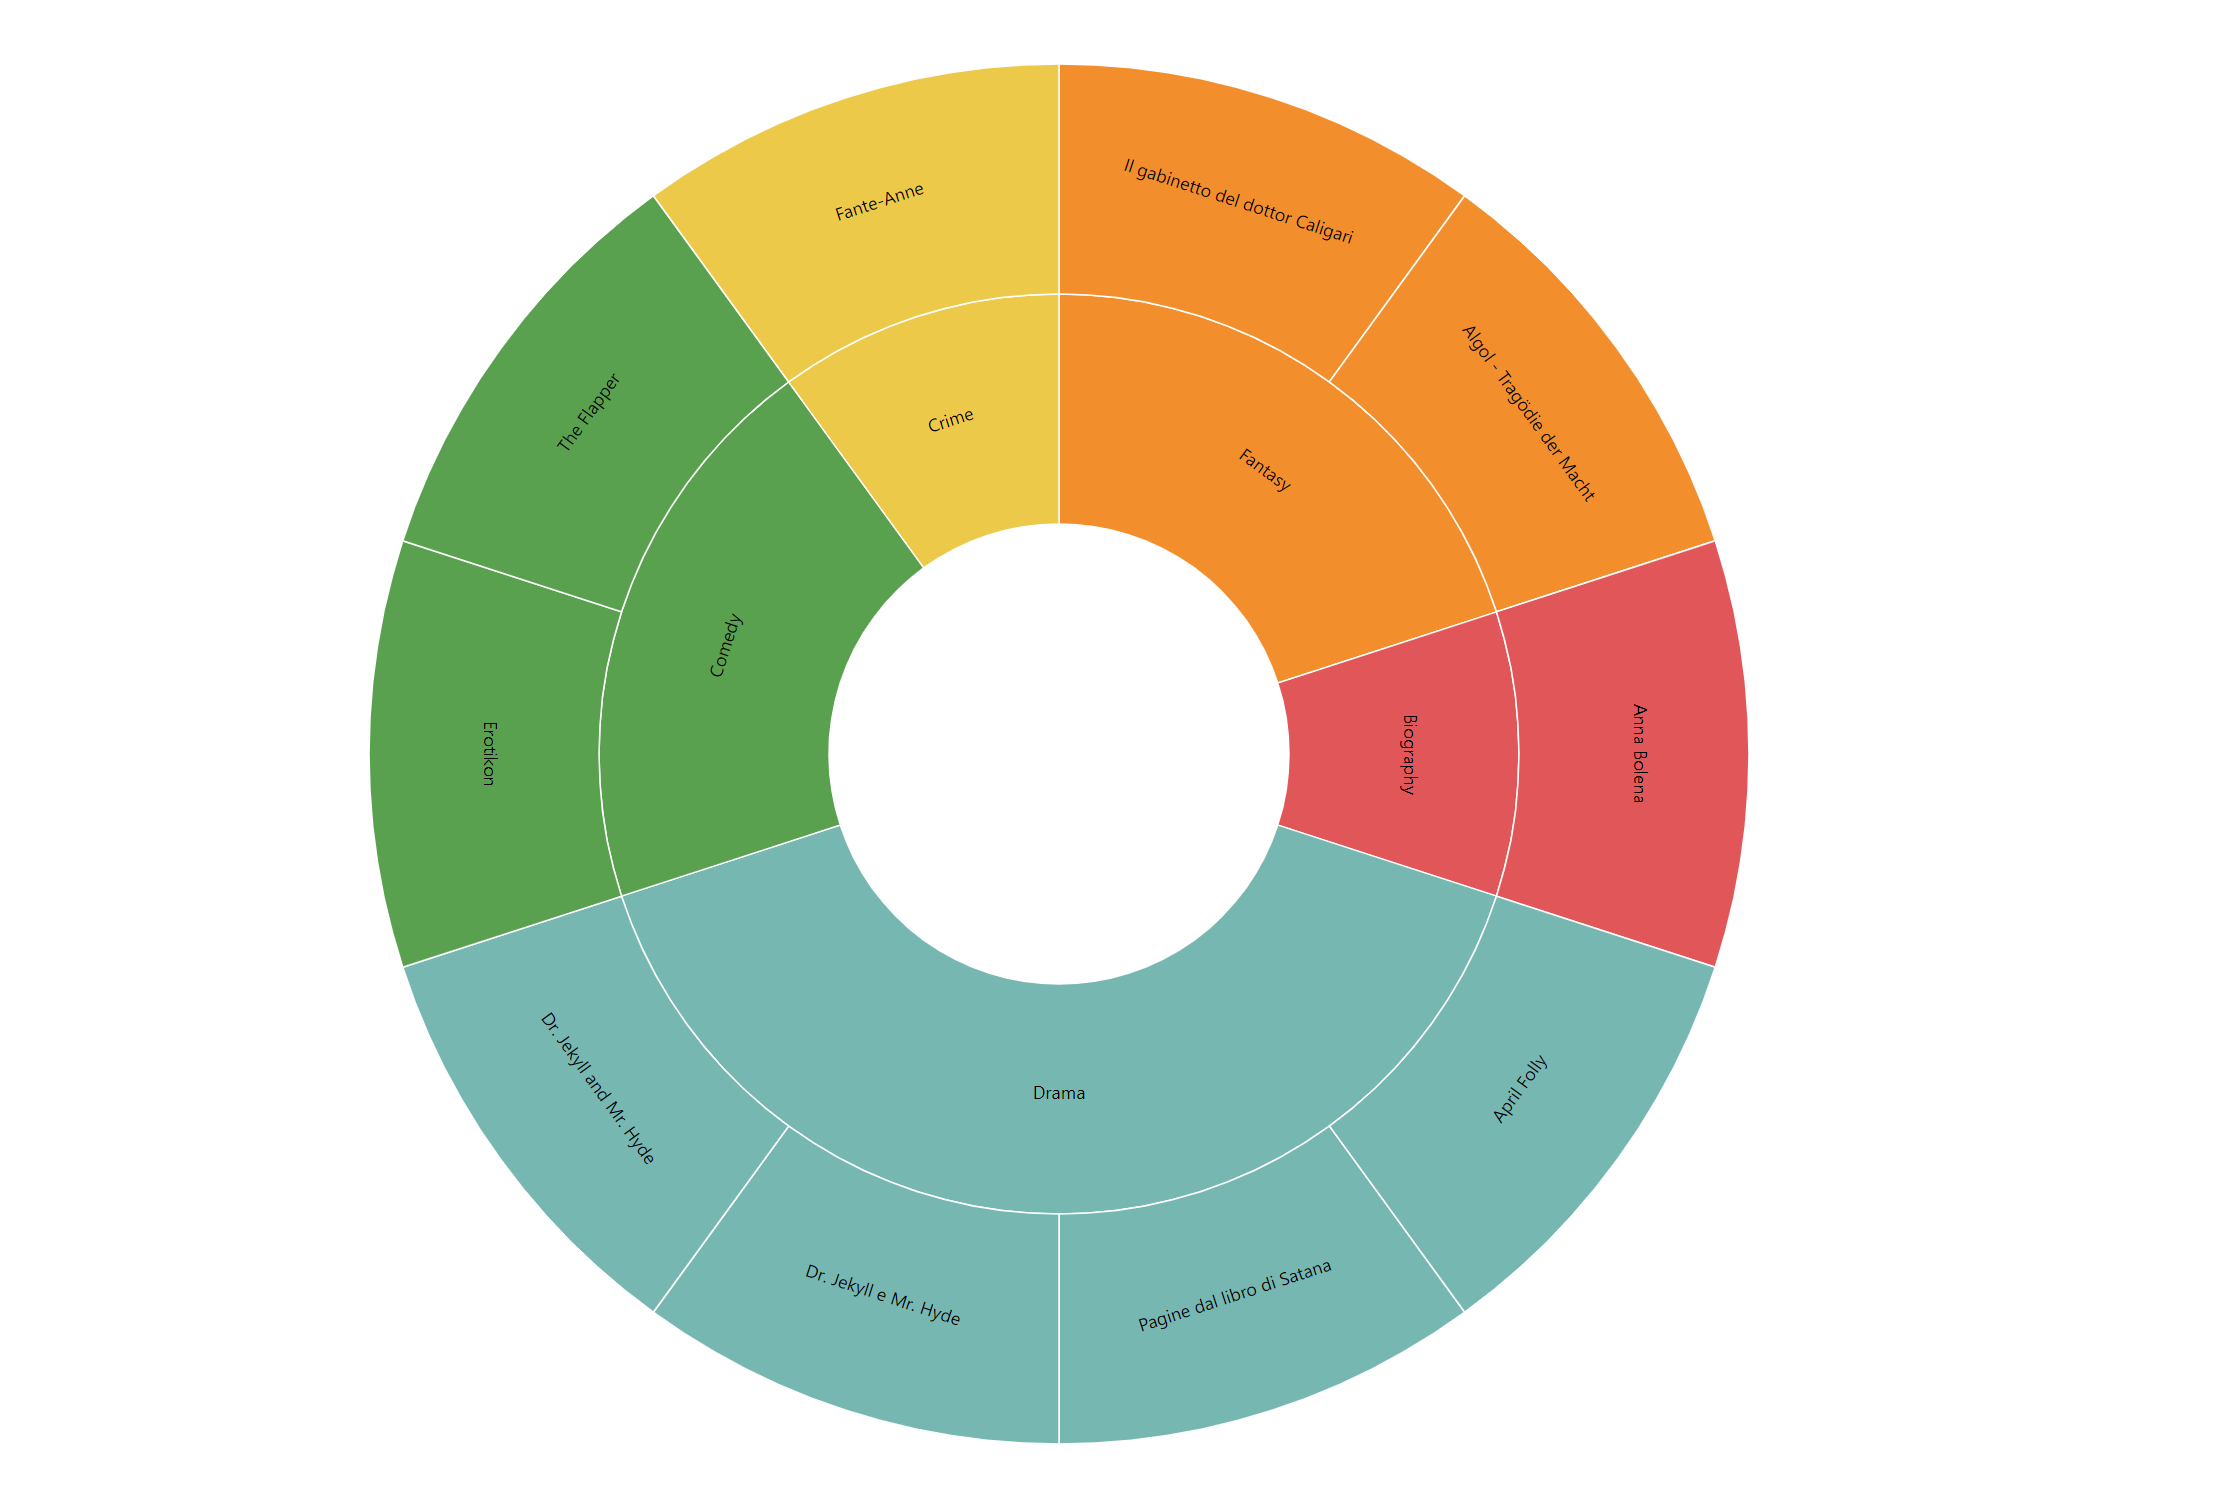 Fante-Anne
Il gabinetto del dottor Caligari
Algol - Tragödie der Macht
The Flapper
Crime
Fantasy
Comedy
Erotikon
Biography
Anna Bolena
Dr. Jekyll and Mr. Hyde
Drama
April Folly
Dr. Jekyll e Mr. Hyde
Pagine dal libro di Satana